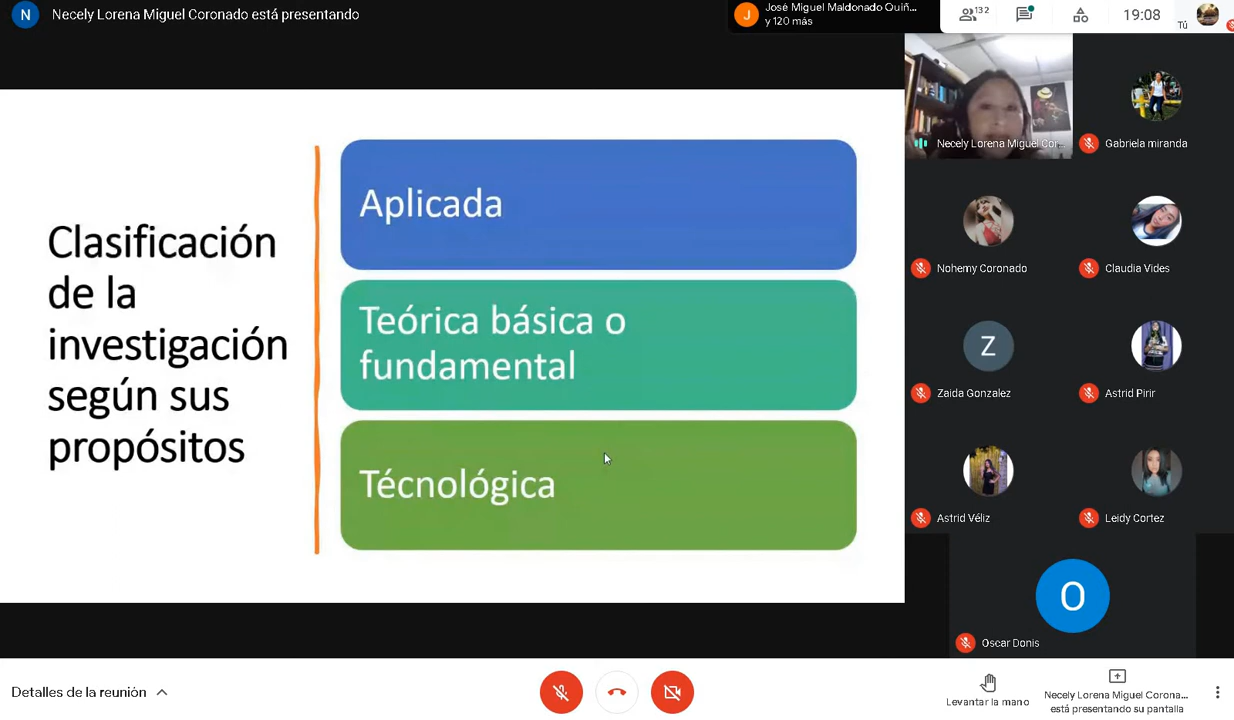 N
Necely Lorena Miguel Coronado está presentando
J
José Miguel Maldonado Quiñ...
y 120 más
132
19:08
Tú
Clasificación
de la
investigación
según sus
propósitos
Aplicada
Teórica básica o
fundamental
Técnológica
Necely Lorena Miguel Cor...
Gabriela miranda
Nohemy Coronado
Claudia Vides
Z
Zaida Gonzalez
Astrid Pirir
Astrid Véliz
Leidy Cortez
O
Oscar Donis
Detalles de la reunión
Levantar la mano
Necely Lorena Miguel Corona...
está presentando su pantalla